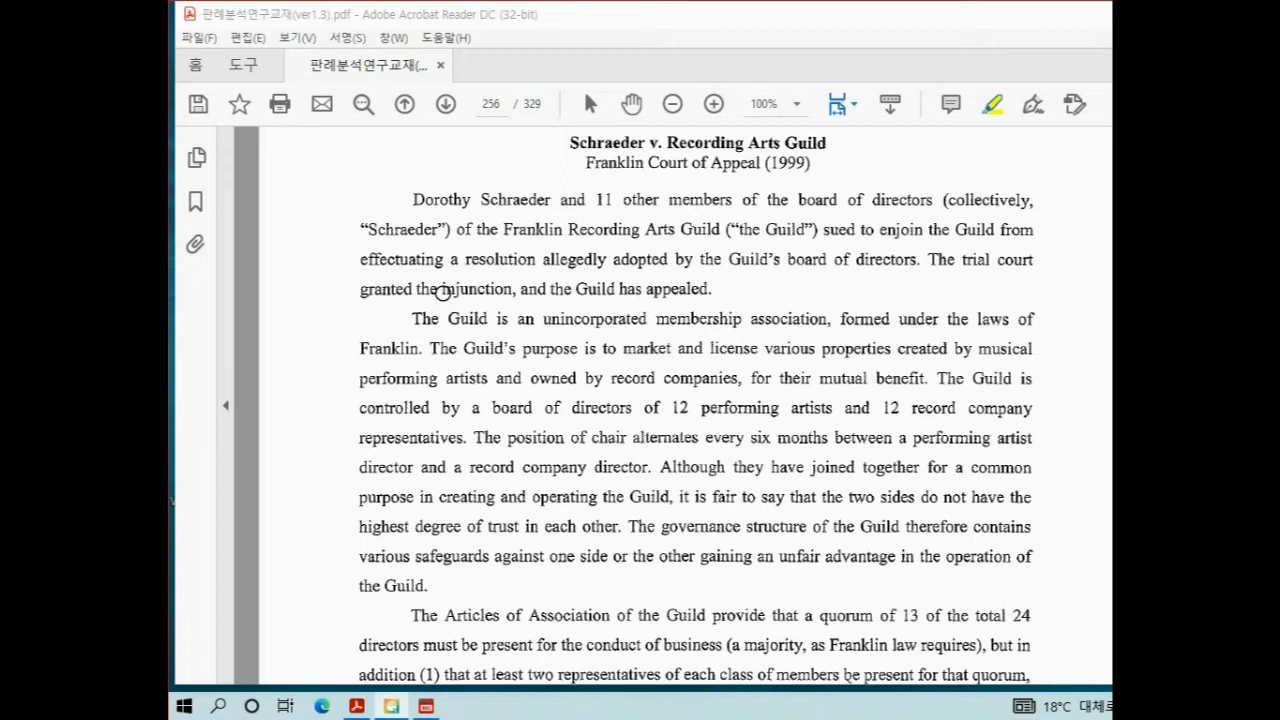 판례분석연구교재(ver1.3).pdf - Adobe Acrobat Reader DC (32-bit)
파일(F) 편집(E) 보기(V) 서명(S) 창(W) 도움말(H)
홈 도구 판례분석연구교재(... ×
256 / 329 100%
Schraeder v. Recording Arts Guild
Franklin Court of Appeal (1999)
Dorothy Schraeder and 11 other members of the board of directors (collectively,
“Schraeder”) of the Franklin Recording Arts Guild (“the Guild”) sued to enjoin the Guild from
effectuating a resolution allegedly adopted by the Guild’s board of directors. The trial court
granted the injunction, and the Guild has appealed.
The Guild is an unincorporated membership association, formed under the laws of
Franklin. The Guild’s purpose is to market and license various properties created by musical
performing artists and owned by record companies, for their mutual benefit. The Guild is
controlled by a board of directors of 12 performing artists and 12 record company
representatives. The position of chair alternates every six months between a performing artist
director and a record company director. Although they have joined together for a common
purpose in creating and operating the Guild, it is fair to say that the two sides do not have the
highest degree of trust in each other. The governance structure of the Guild therefore contains
various safeguards against one side or the other gaining an unfair advantage in the operation of
the Guild.
The Articles of Association of the Guild provide that a quorum of 13 of the total 24
directors must be present for the conduct of business (a majority, as Franklin law requires), but in
addition (1) that at least two representatives of each class of members be present for that quorum,
18°C 대체로